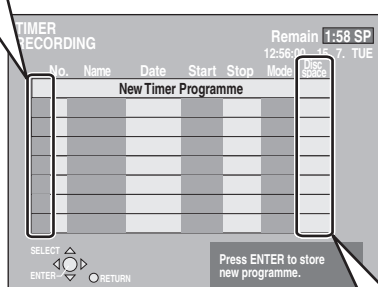 TIMER
RECORDING
Remain 1:58 SP
12:56:00 15. 7. TUE
No. Name Date Start Stop Mode Disc space
New Timer Programme
SELECT
ENTER
RETURN
Press ENTER to store
new programme.